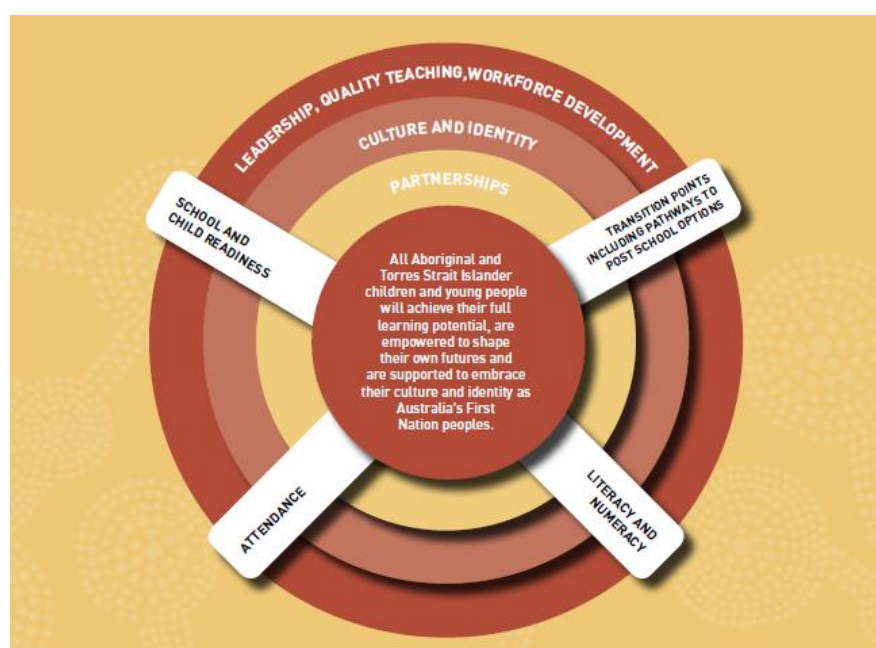 LEADERSHIP, QUALITY TEACHING,WORKFORCE DEVELOPMENT
CULTURE AND IDENTITY
PARTNERSHIPS
SCHOOL AND
CHILD READINESS
TRANSITION POINTS
INCLUDING PATHWAYS TO
POST SCHOOL OPTIONS
All Aboriginal and
Torres Strait Islander
children and young people
will achieve their full
learning potential, are
empowered to shape
their own futures and
are supported to embrace
their culture and identity as
Australia's First
Nation peoples.
ATTENDANCE
LITERACY AND
NUMERACY